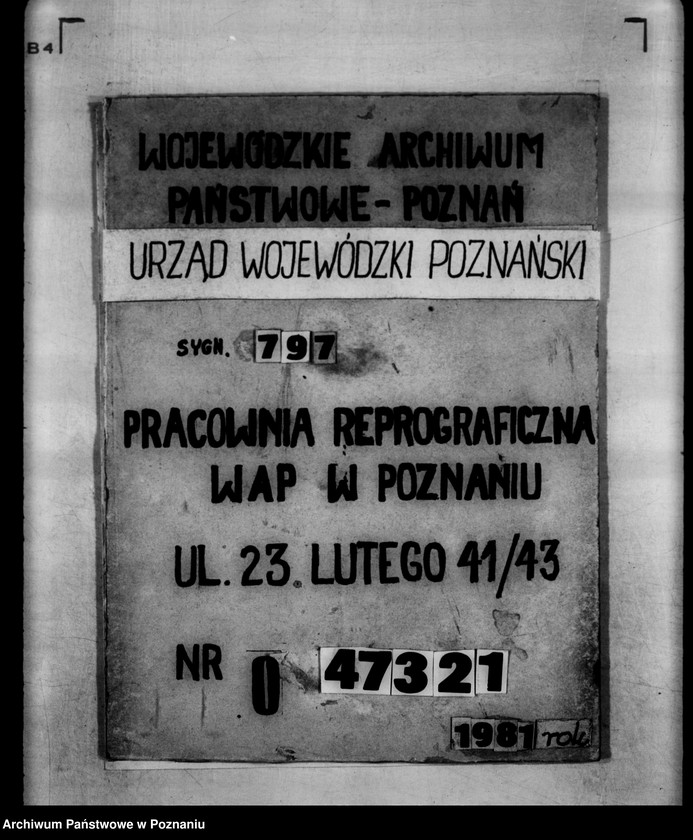 B4
WOJEWÓDZKIE ARCHIWUM
PAŃSTWOWE - POZNAŃ
URZĄD WOJEWÓDZKI POZNAŃSKI
SYGN. 797
PRACOWNIA REPROGRAFICZNA
WAP W POZNANIU
UL. 23. LUTEGO 41/43
NR 0 47321
1981 rok
Archiwum Państwowe w Poznaniu